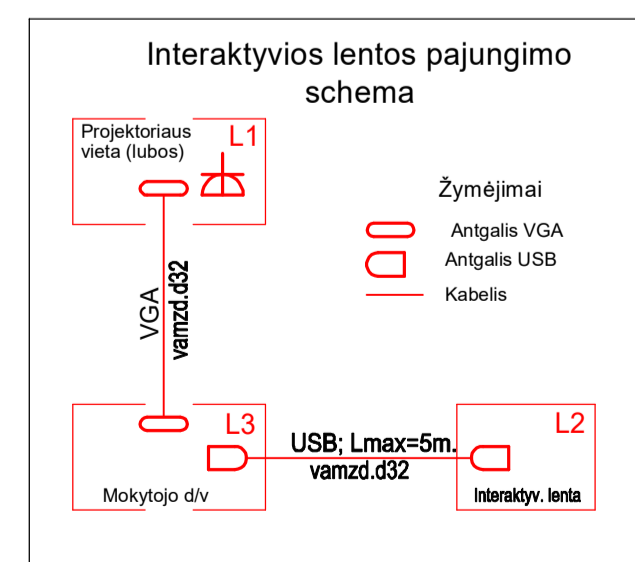 Interaktyvios lentos pajungimo
schema
Projektoriaus
vieta (lubos)
L1
Žymėjimai
Antgalis VGA
Antgalis USB
Kabelis
VGA
vamzd.d32
L3
Mokytojo d/v
USB; Lmax=5m.
vamzd.d32
L2
Interaktyv. lenta